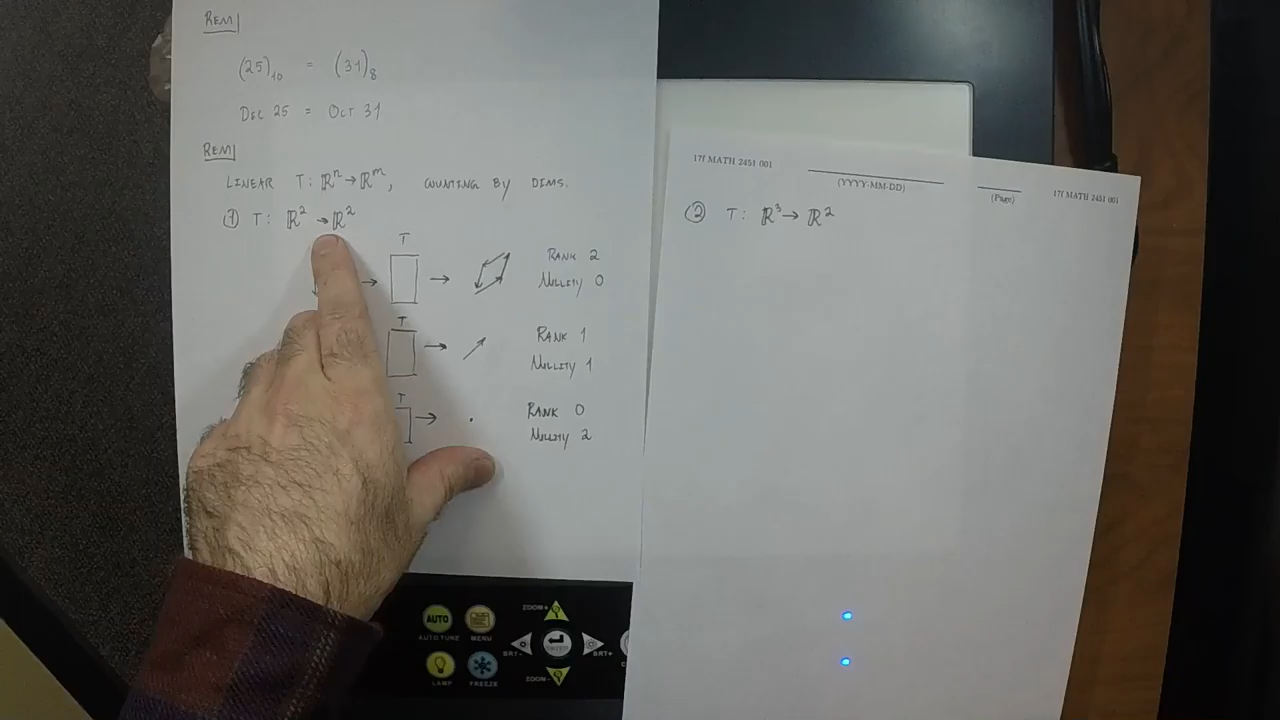 REM
(25)₁₀ = (31)₈
DEC 25 = OCT 31
REM
LINEAR T: ℝⁿ → ℝᵐ, COUNTING BY DIMS.
① T: ℝ² → ℝ²
T
RANK 2
NULLITY 0
T
RANK 1
NULLITY 1
T
RANK 0
NULLITY 2
17f MATH 2451 001
(YYYY-MM-DD)
(Page)
17f MATH 2451 001
② T: ℝ³ → ℝ²
AUTO
AUTO TUNE
MENU
ZOOM+
BRT-
BRT+
LAMP
FREEZE
ZOOM-